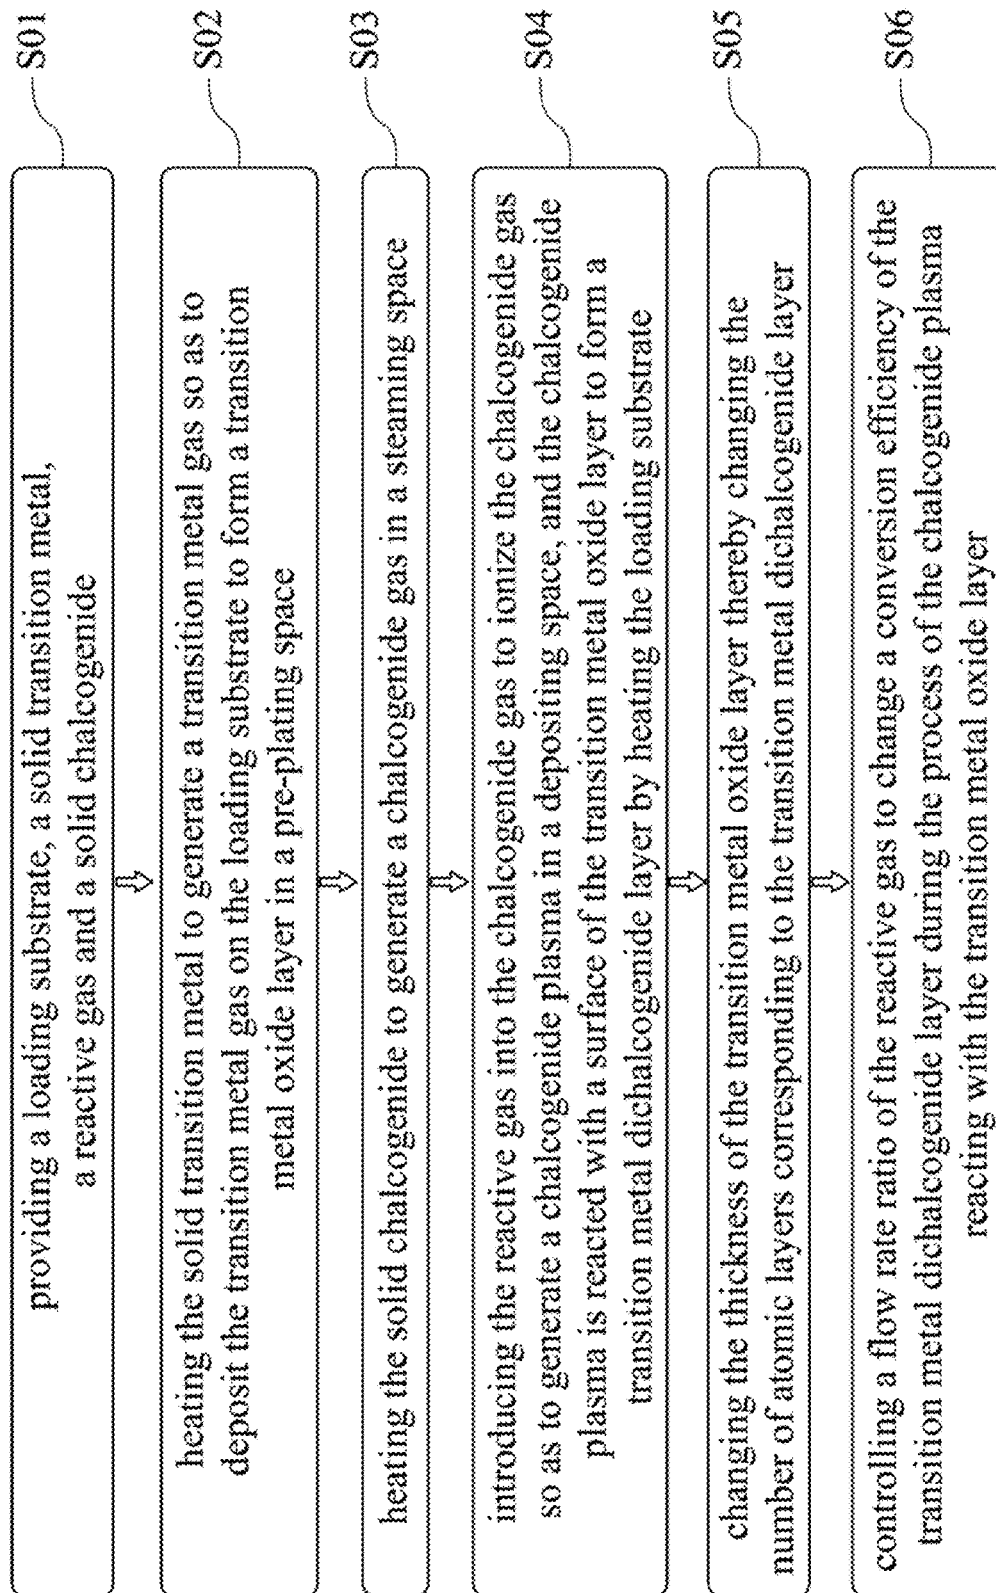 providing a loading substrate, a solid transition metal,
a reactive gas and a solid chalcogenide
S01
heating the solid transition metal to generate a transition metal gas so as to
deposit the transition metal gas on the loading substrate to form a transition
metal oxide layer in a pre-plating space
S02
heating the solid chalcogenide to generate a chalcogenide gas in a steaming space
S03
introducing the reactive gas into the chalcogenide gas to ionize the chalcogenide gas
so as to generate a chalcogenide plasma in a depositing space, and the chalcogenide
plasma is reacted with a surface of the transition metal oxide layer to form a
transition metal dichalcogenide layer by heating the loading substrate
S04
changing the thickness of the transition metal oxide layer thereby changing the
number of atomic layers corresponding to the transition metal dichalcogenide layer
S05
controlling a flow rate ratio of the reactive gas to change a conversion efficiency of the
transition metal dichalcogenide layer during the process of the chalcogenide plasma
reacting with the transition metal oxide layer
S06